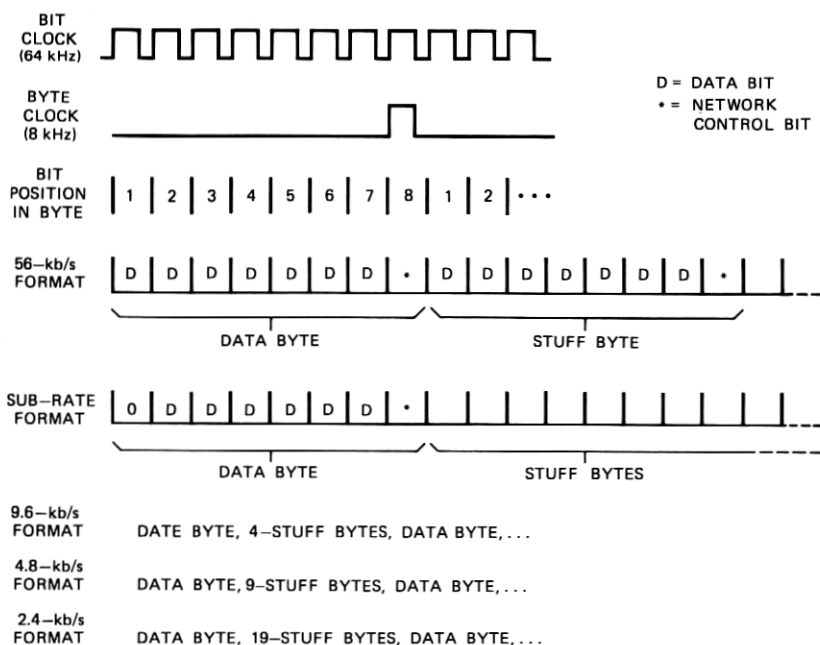 BIT
CLOCK
(64 kHz)
D = DATA BIT
* = NETWORK
CONTROL BIT
BYTE
CLOCK
(8 kHz)
BIT
POSITION
IN BYTE
1 2 3 4 5 6 7 8 1 2 ...
56–kb/s
FORMAT
D D D D D D D * D D D D D D D *
DATA BYTE
STUFF BYTE
SUB–RATE
FORMAT
0 D D D D D D *
DATA BYTE
STUFF BYTES
9.6–kb/s
FORMAT
DATE BYTE, 4–STUFF BYTES, DATA BYTE,...
4.8–kb/s
FORMAT
DATA BYTE, 9–STUFF BYTES, DATA BYTE,...
2.4–kb/s
FORMAT
DATA BYTE, 19–STUFF BYTES, DATA BYTE,...